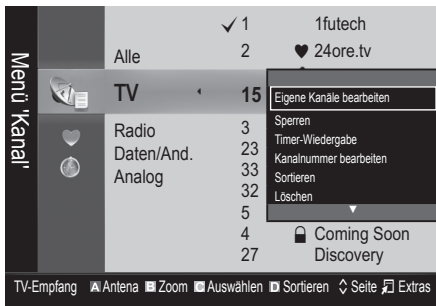 Menü 'Kanal'
✓ 1 1futech
Alle 2 ♥ 24ore.tv
TV 15
Radio 3
Daten/And. 23
Analog 33
32
5
4 Coming Soon
27 Discovery
Eigene Kanäle bearbeiten
Sperren
Timer-Wiedergabe
Kanalnummer bearbeiten
Sortieren
Löschen
▼
TV-Empfang A Antena B Zoom C Auswählen D Sortieren Seite Extras